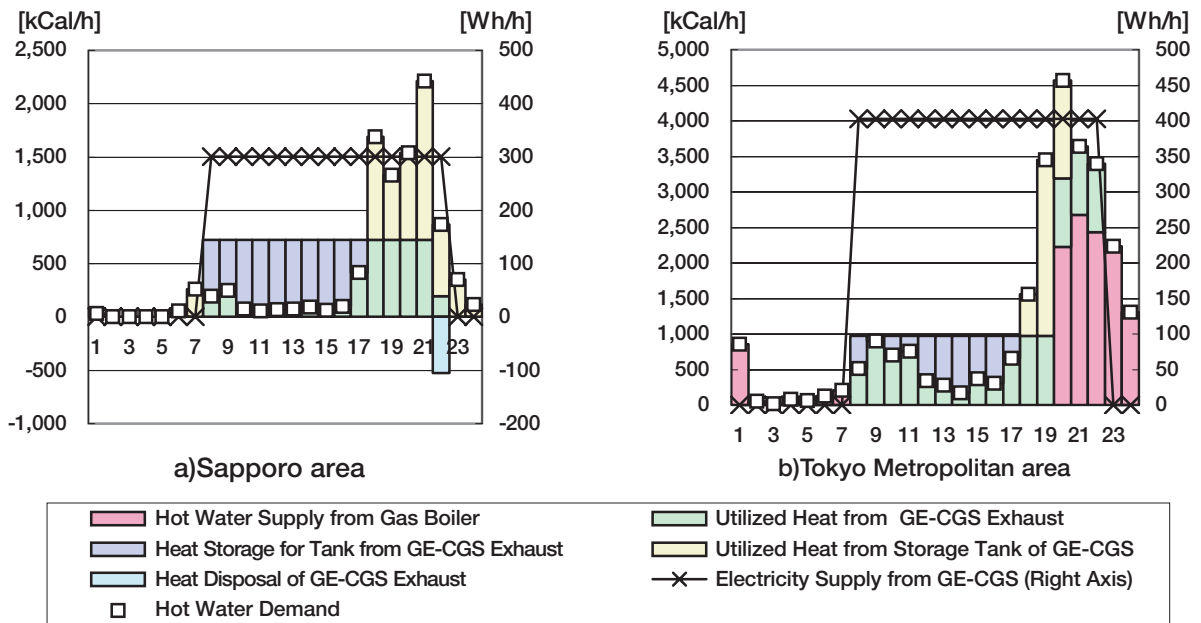 [kCal/h] [Wh/h]
2,500 500
2,000 400
1,500 300
1,000 200
500 100
0 0
1 3 5 7 9 11 13 15 17 19 21 23
-500 -100
-1,000 -200
a)Sapporo area
[kCal/h] [Wh/h]
5,000 500
4,500 450
4,000 400
3,500 350
3,000 300
2,500 250
2,000 200
1,500 150
1,000 100
500 50
0 0
1 3 5 7 9 11 13 15 17 19 21 23
b)Tokyo Metropolitan area
Hot Water Supply from Gas Boiler
Heat Storage for Tank from GE-CGS Exhaust
Heat Disposal of GE-CGS Exhaust
Hot Water Demand
Utilized Heat from GE-CGS Exhaust
Utilized Heat from Storage Tank of GE-CGS
Electricity Supply from GE-CGS (Right Axis)